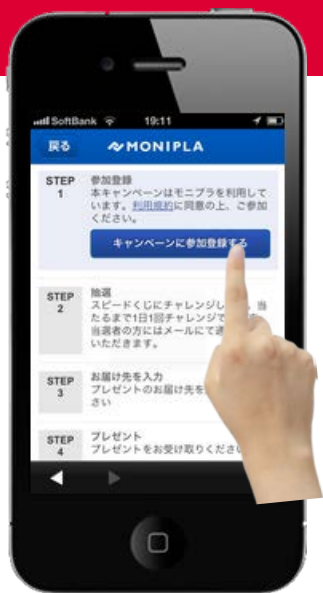 SoftBank 19:11
戻る MONIPLA
STEP 1
参加登録
本キャンペーンはモニプラを利用して
います。利用規約に同意の上、ご参加
ください。
キャンペーンに参加登録する
STEP 2
抽選
スピードくじにチャレンジし 当
たるまで1日1回チャレンジで
当選者の方にはメールにて
いただきます。
STEP 3
お届け先を入力
プレゼントのお届け先を
さい
STEP 4
プレゼント
プレゼントをお受け取りください